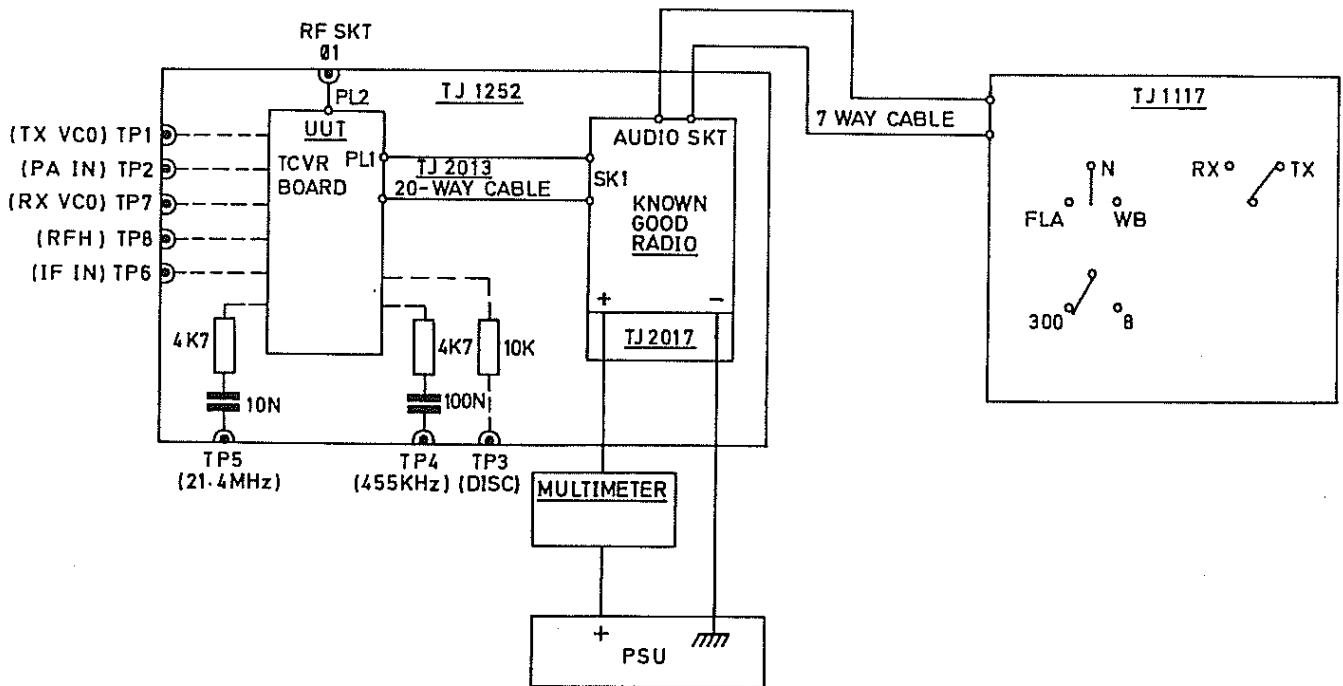 RF SKT
01
PL2
TJ 1252
UUT
TCVR
BOARD
PL1
TJ 2013
20-WAY CABLE
SK1
AUDIO SKT
KNOWN
GOOD
RADIO
+
-
TJ 2017
(TX VCO) TP1
(PA IN) TP2
(RX VCO) TP7
(RFH) TP8
(IF IN) TP6
4K7
10N
4K7
100N
10K
TP5
(21.4MHz)
TP4
(455KHz)
TP3
(DISC)
MULTIMETER
+
PSU
7 WAY CABLE
TJ 1117
N
FLA
WB
RX
TX
300
8